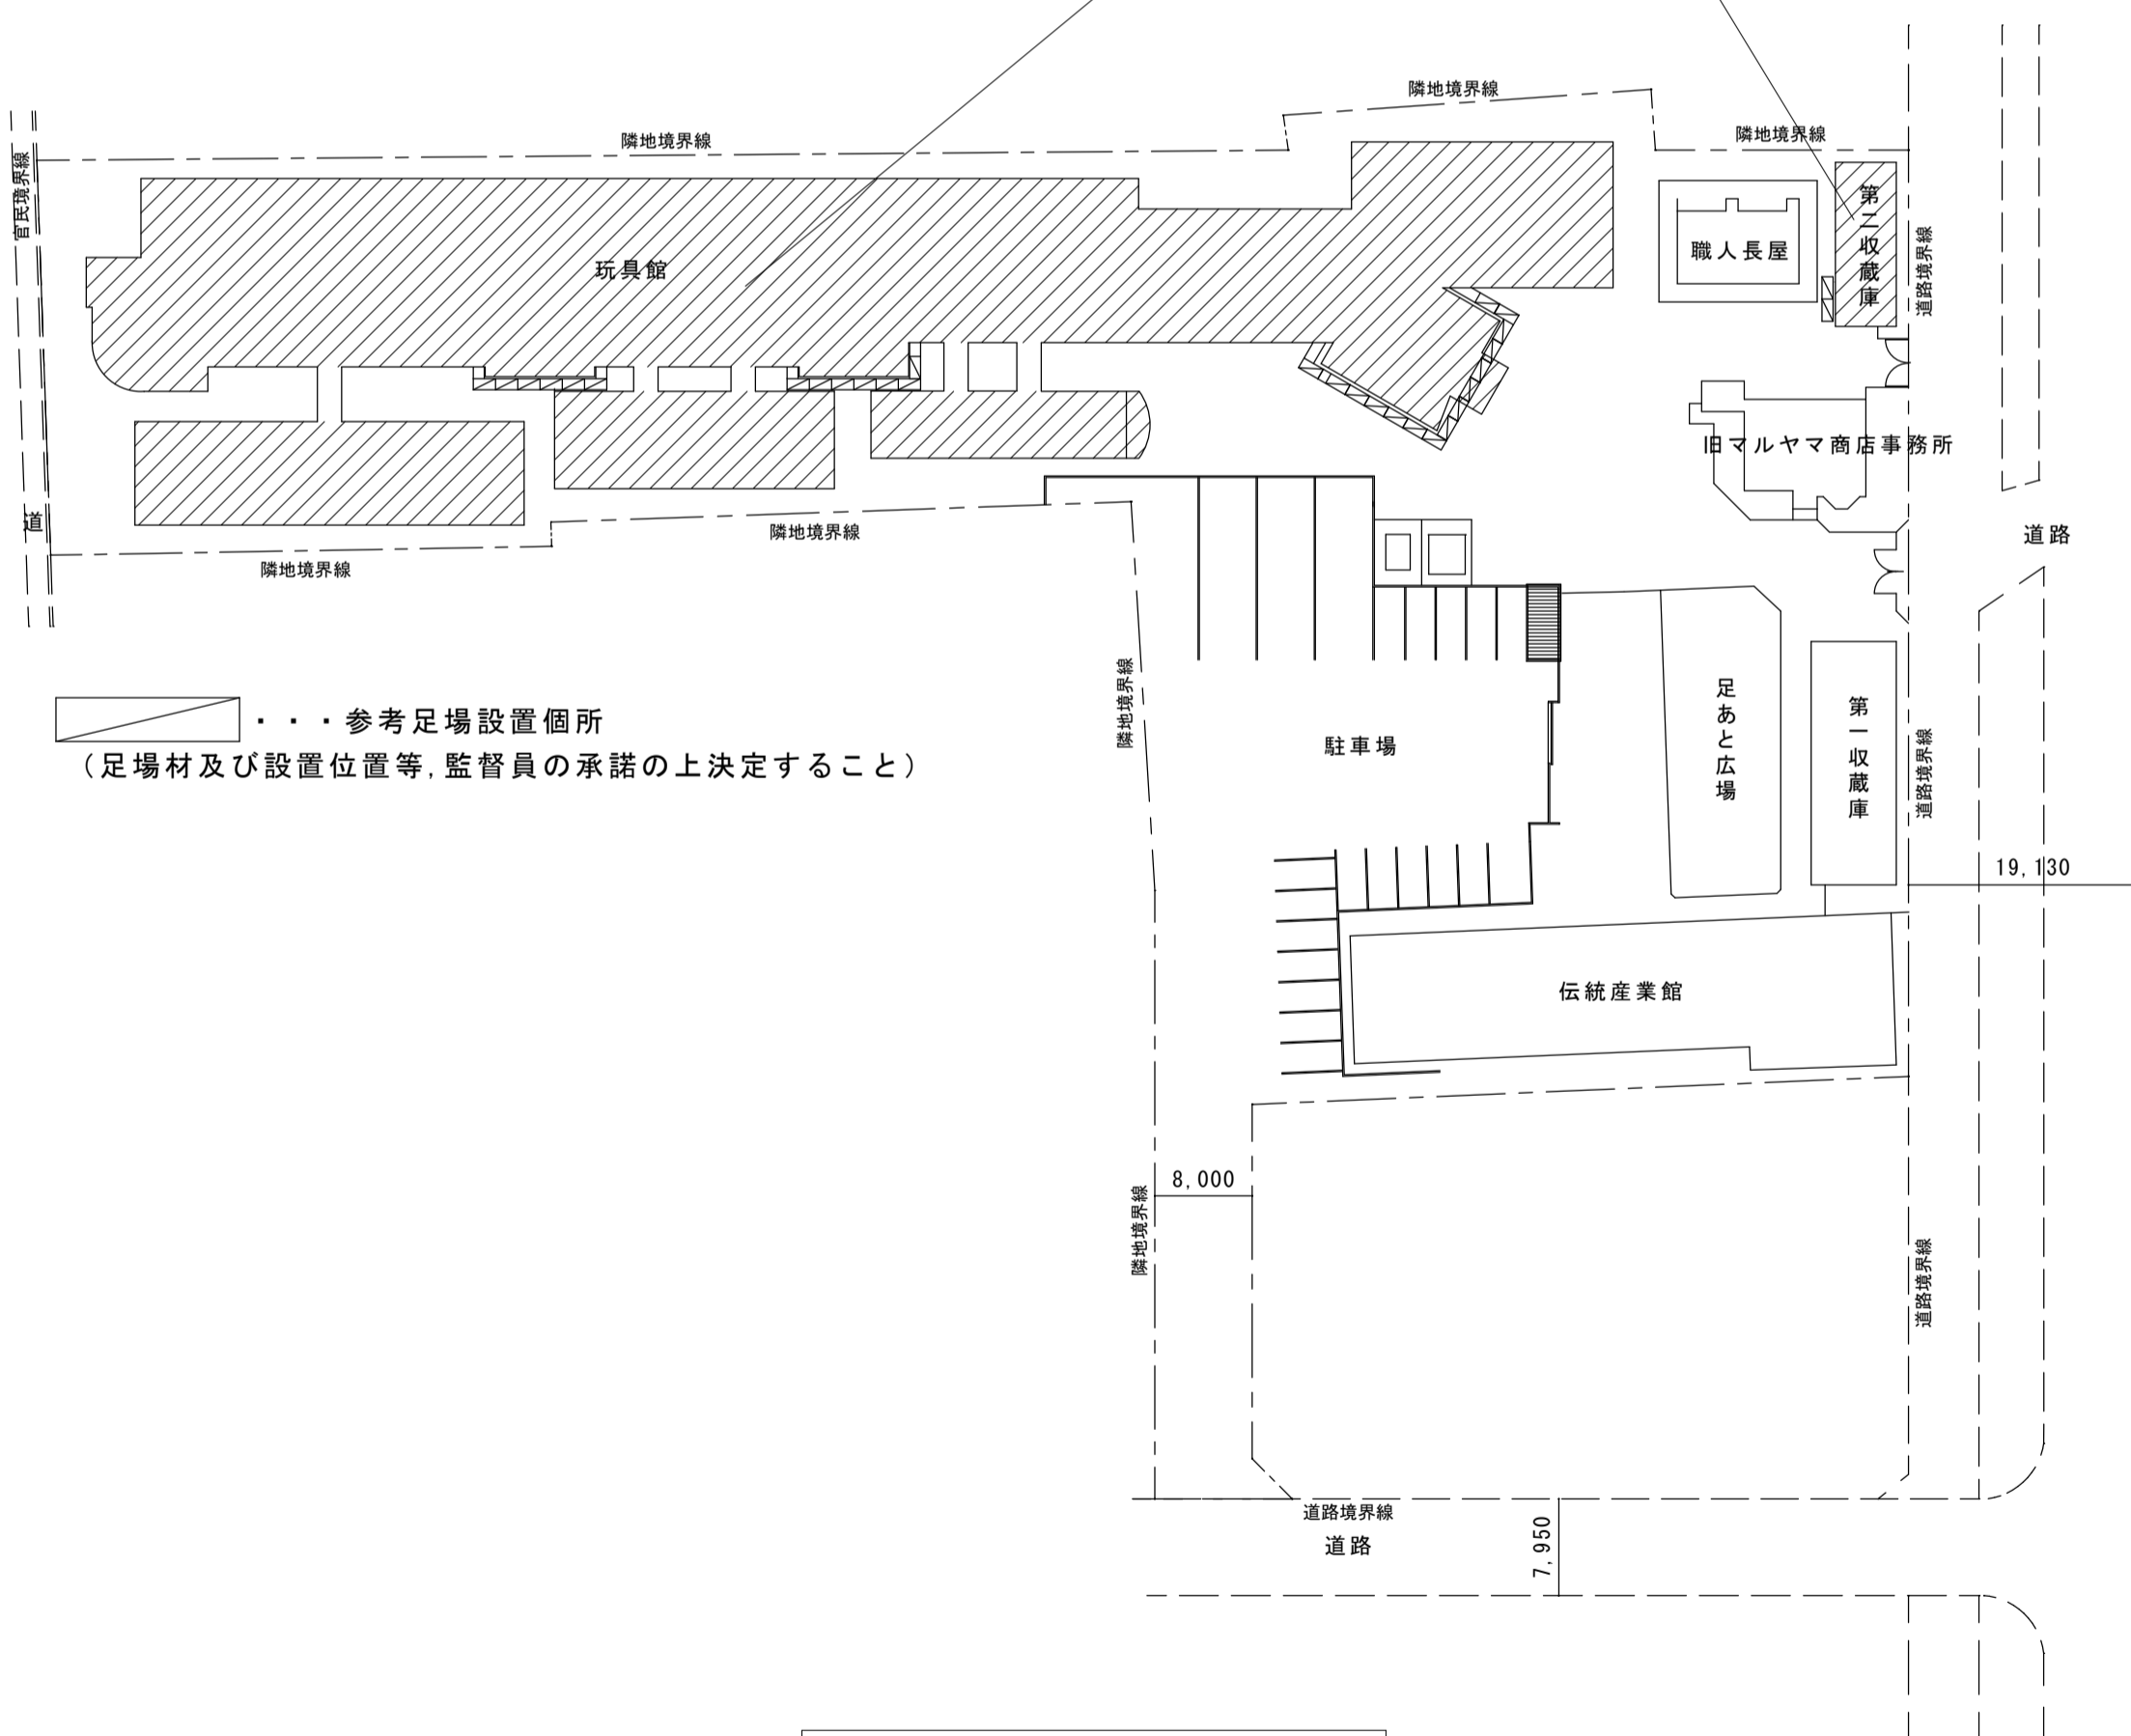 隣地境界線
隣地境界線
隣地境界線
官民境界線
第二収蔵庫
職人長屋
道路境界線
玩具館
旧マルヤマ商店事務所
道
隣地境界線
道路
隣地境界線
・・・参考足場設置個所
（足場材及び設置位置等,監督員の承諾の上決定すること）
隣地境界線
駐車場
足あと広場
第一収蔵庫
道路境界線
19,130
伝統産業館
8,000
隣地境界線
道路境界線
道路境界線
道路
7,950